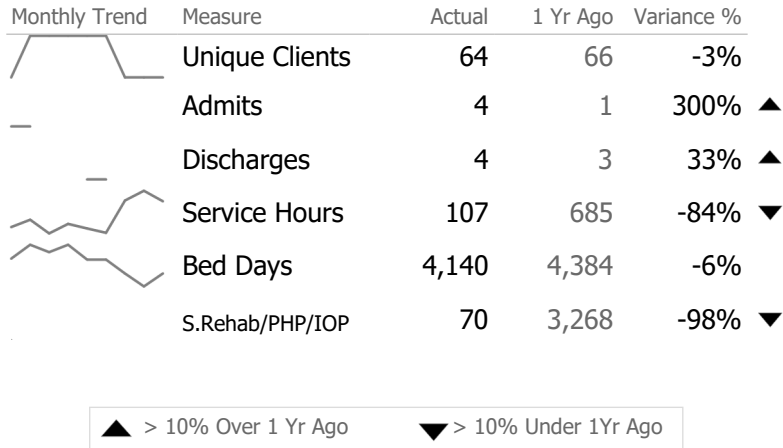 Monthly Trend Measure Actual 1 Yr Ago Variance %
Unique Clients 64 66 -3%
Admits 4 1 300% ▲
Discharges 4 3 33% ▲
Service Hours 107 685 -84% ▼
Bed Days 4,140 4,384 -6%
S.Rehab/PHP/IOP 70 3,268 -98% ▼
▲ > 10% Over 1 Yr Ago ▼ > 10% Under 1Yr Ago